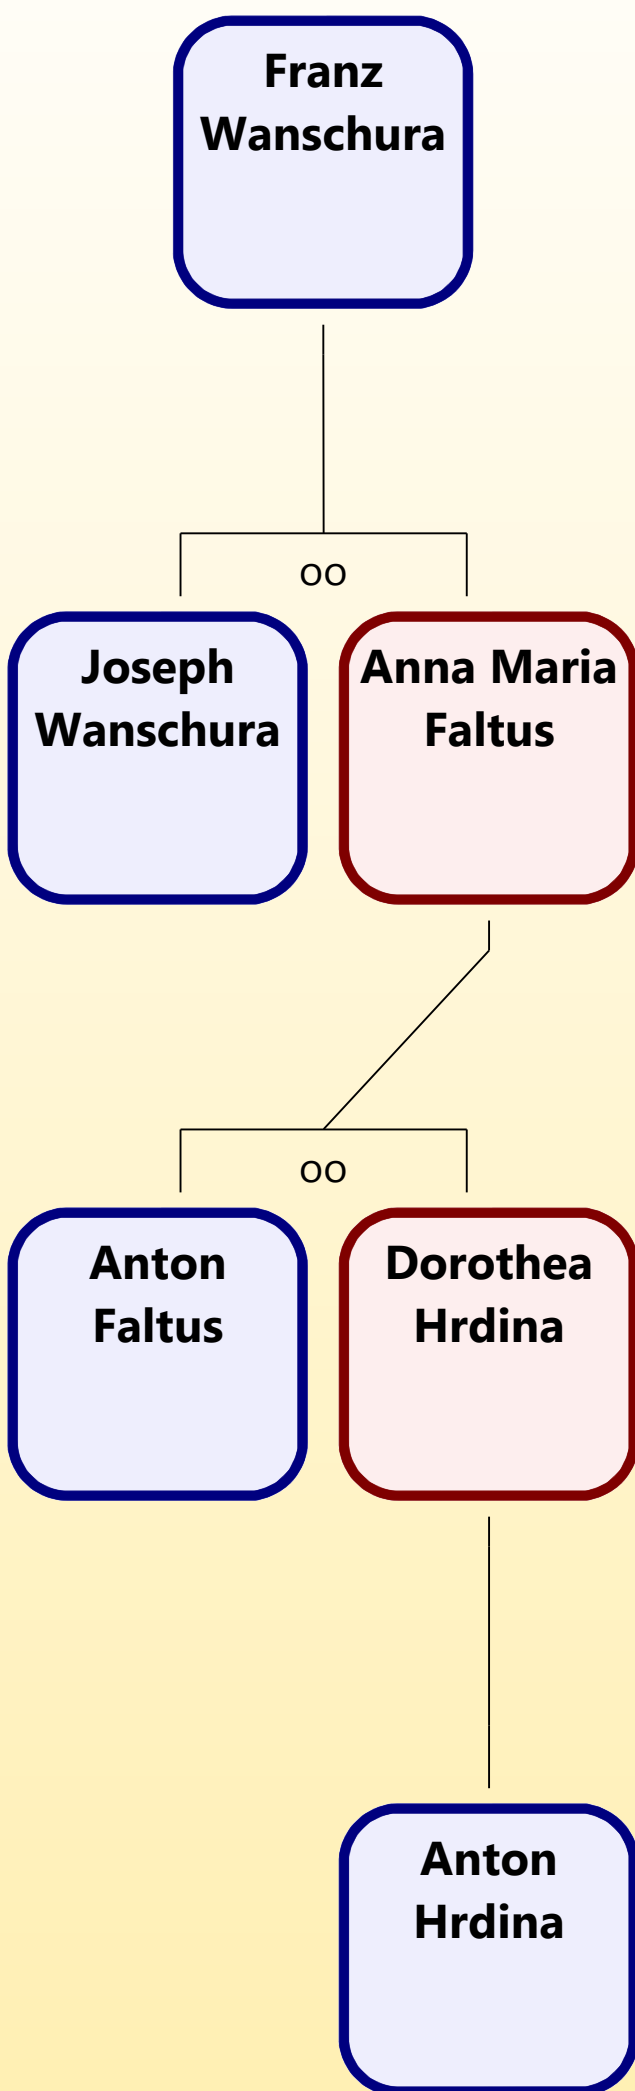 Franz
Wanschura
oo
Joseph
Wanschura
Anna Maria
Faltus
oo
Anton
Faltus
Dorothea
Hrdina
Anton
Hrdina